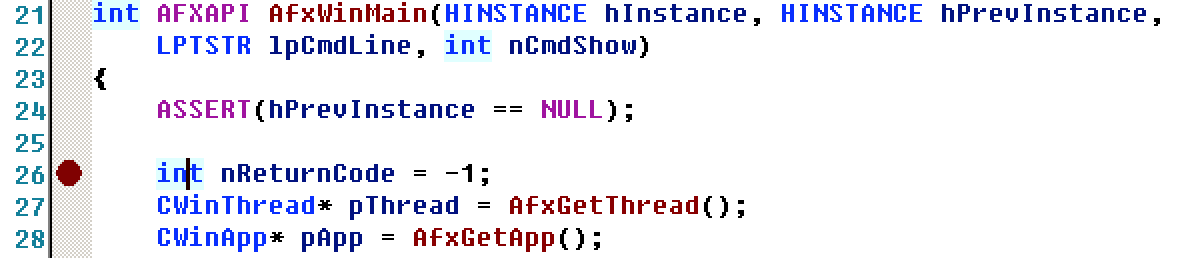 21 int AFXAPI AfxWinMain(HINSTANCE hInstance, HINSTANCE hPrevInstance,
22     LPTSTR lpCmdLine, int nCmdShow)
23 {
24     ASSERT(hPrevInstance == NULL);
25
26     int nReturnCode = -1;
27     CWinThread* pThread = AfxGetThread();
28     CWinApp* pApp = AfxGetApp();